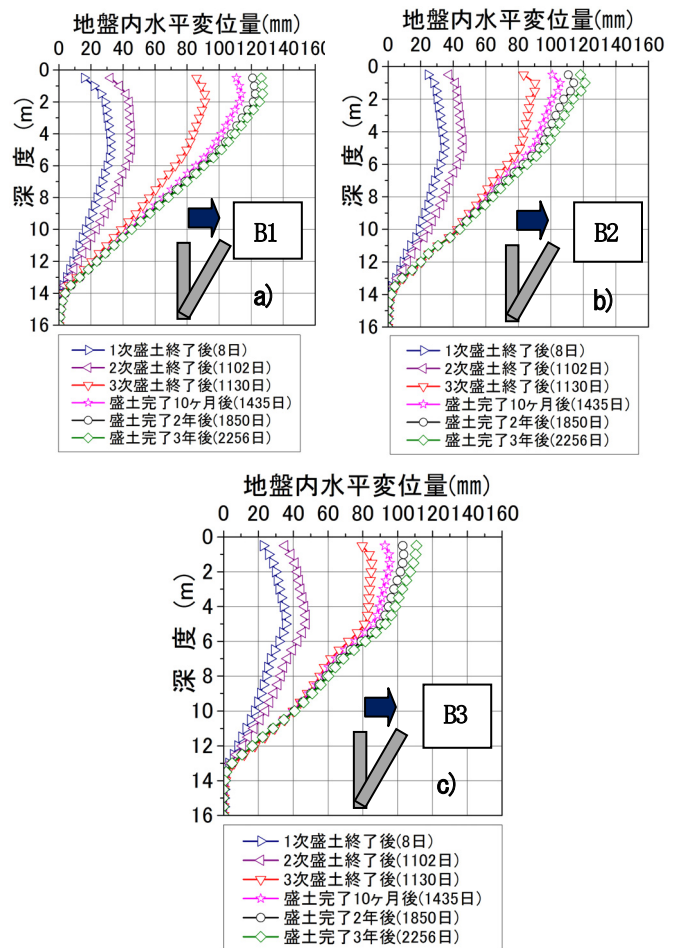 地盤内水平変位量(mm)
0 20 40 60 80 100 120 140 16
0
2
4
6
8
10
12
14
16
深度 (m)
B1
a)
1次盛土終了後(8日)
2次盛土終了後(1102日)
3次盛土終了後(1130日)
盛土完了10ヶ月後(1435日)
盛土完了2年後(1850日)
盛土完了3年後(2256日)
地盤内水平変位量(mm)
0 20 40 60 80 100 120 140 160
0
2
4
6
8
10
12
14
16
深度 (m)
B2
b)
1次盛土終了後(8日)
2次盛土終了後(1102日)
3次盛土終了後(1130日)
盛土完了10ヶ月後(1435日)
盛土完了2年後(1850日)
盛土完了3年後(2256日)
地盤内水平変位量(mm)
0 20 40 60 80 100 120 140 160
0
2
4
6
8
10
12
14
16
深度 (m)
B3
c)
1次盛土終了後(8日)
2次盛土終了後(1102日)
3次盛土終了後(1130日)
盛土完了10ヶ月後(1435日)
盛土完了2年後(1850日)
盛土完了3年後(2256日)